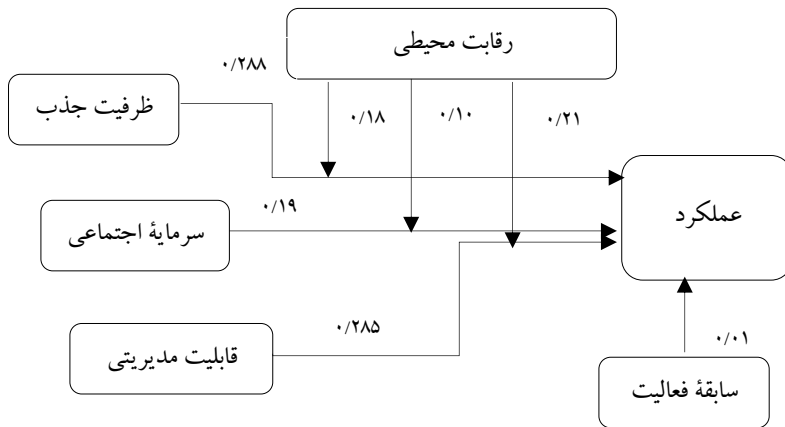 رقابت محیطی
۰/۲۸۸
ظرفیت جذب
۰/۱۸
۰/۱۰
۰/۲۱
عملکرد
۰/۱۹
سرمایهٔ اجتماعی
۰/۲۸۵
قابلیت مدیریتی
۰/۰۱
سابقهٔ فعالیت